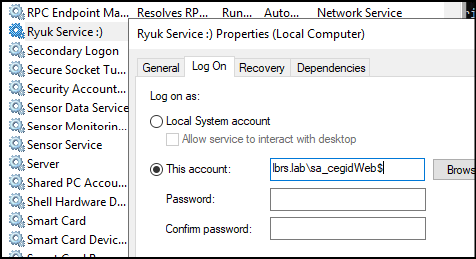 RPC Endpoint Ma... Resolves RP... Run... Auto... Network
Ryuk Service :)
Secondary Logon
Secure Socket Tu...
Security Account...
Sensor Data Service
Sensor Monitorin...
Sensor Service
Server
Shared PC Accou...
Shell Hardware D...
Smart Card
Smart Card Devic...
Ryuk Service :) Properties (Local Computer)
General Log On Recovery Dependencies
Log on as:
Local System account
Allow service to interact with desktop
This account: lbrs.lab\sa_cegidWeb$ Brows
Password:
Confirm password: